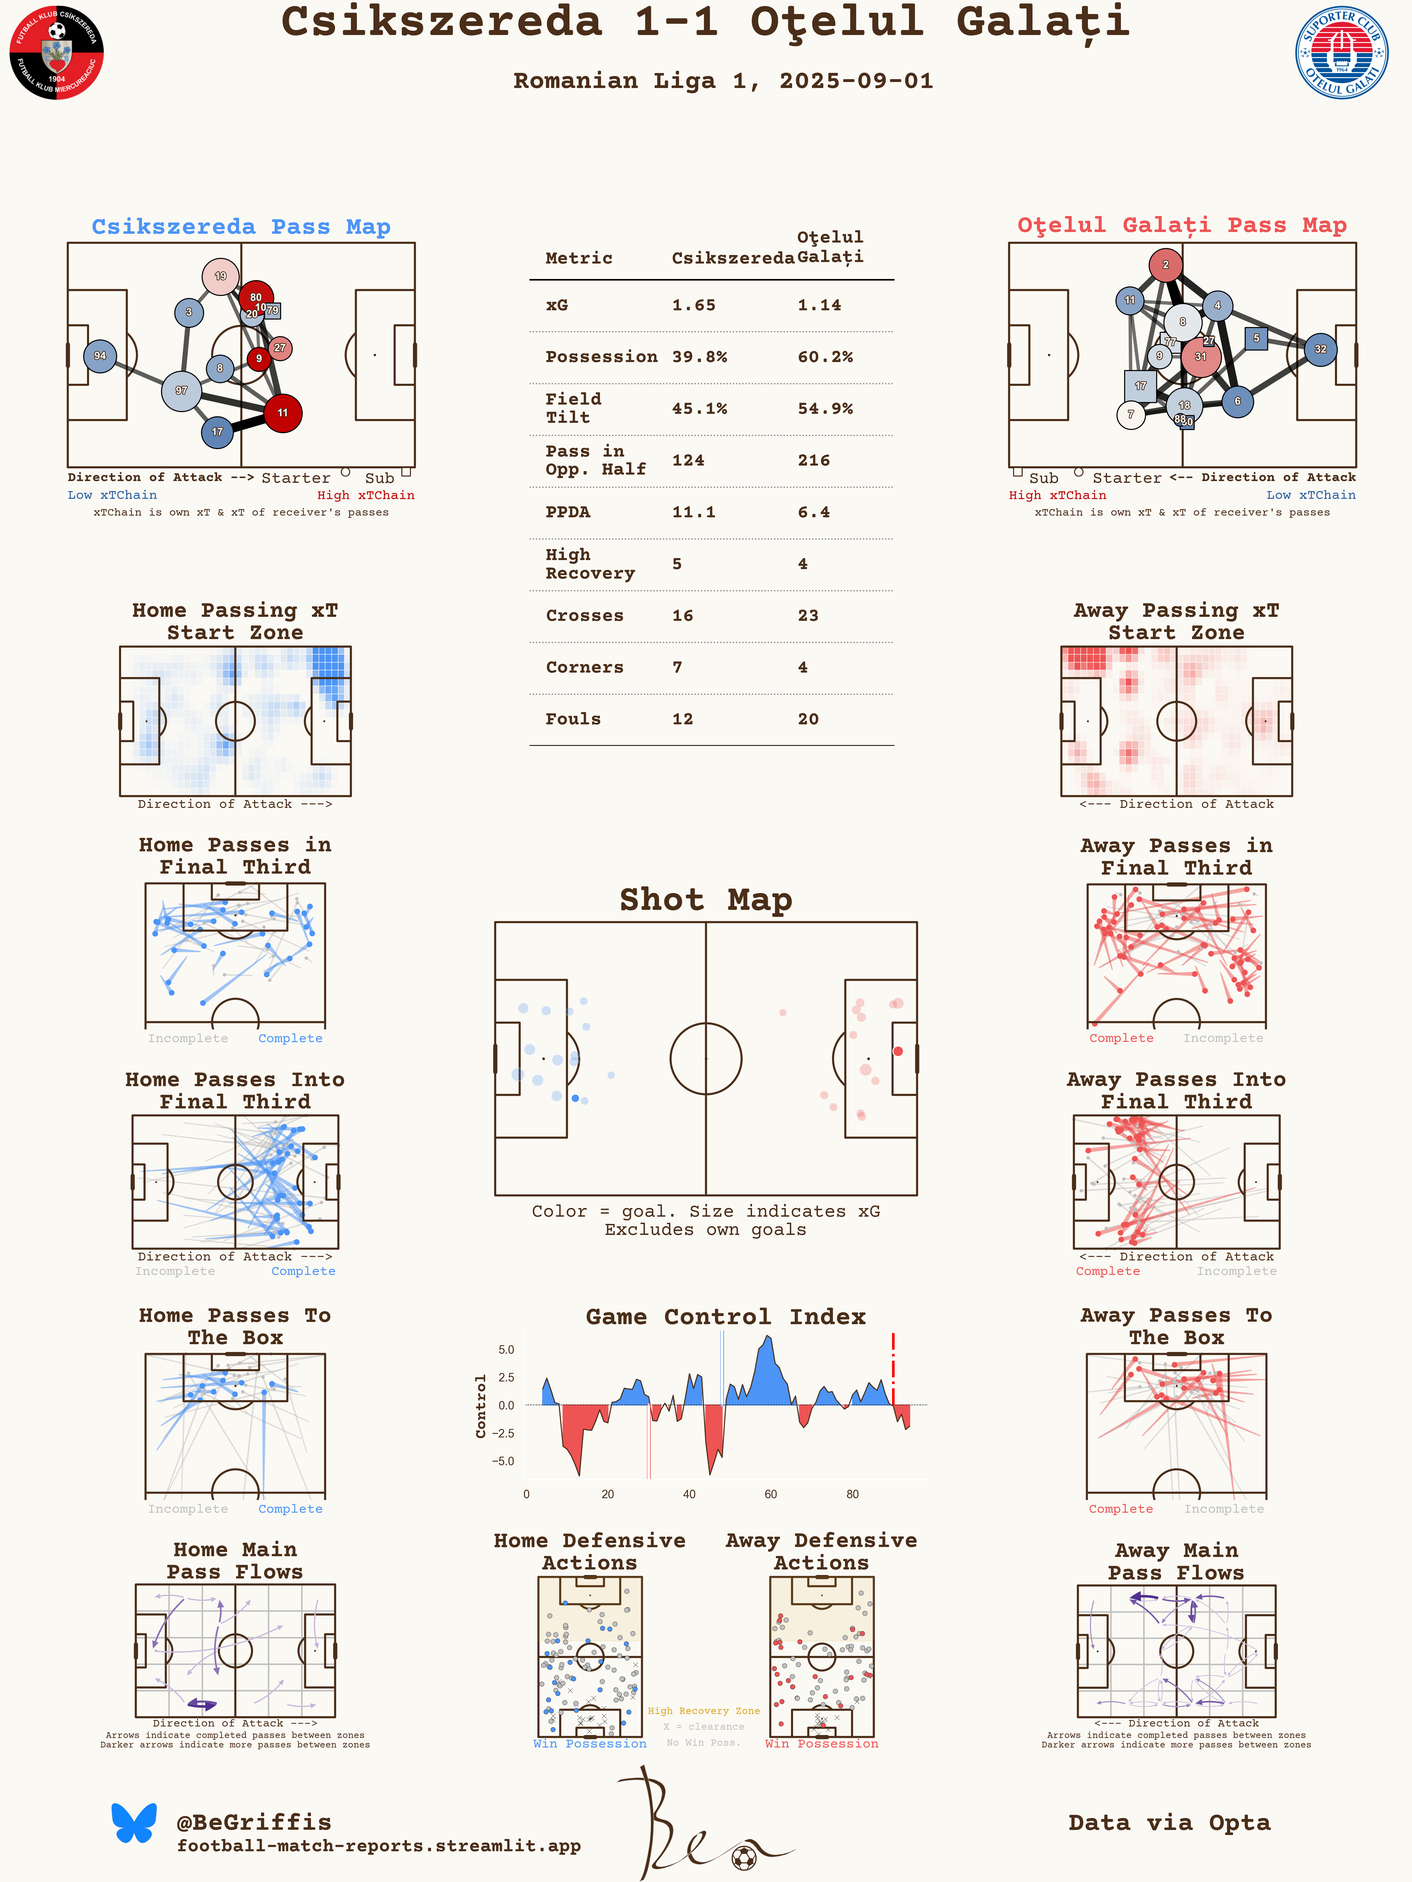 Csikszereda 1-1 Oţelul Galați
Romanian Liga 1, 2025-09-01
FUTBALL KLUB CSÍKSZEREDA
1904
FUTBALL KLUB MIERCUREACIUC
SUPORTER CLUB
1964
OTELUL GALATI
Csikszereda Pass Map
19
80
10
20
79
3
27
94
9
8
97
11
17
Direction of Attack --> Starter Sub
Low xTChain High xTChain
xTChain is own xT & xT of receiver's passes
Metric Csikszereda Oţelul Galați
xG 1.65 1.14
Possession 39.8% 60.2%
Field Tilt 45.1% 54.9%
Pass in Opp. Half 124 216
PPDA 11.1 6.4
High Recovery 5 4
Crosses 16 23
Corners 7 4
Fouls 12 20
Oţelul Galați Pass Map
2
11
4
8
5
77
27
32
9
31
17
6
18
7
Sub Starter <-- Direction of Attack
High xTChain Low xTChain
xTChain is own xT & xT of receiver's passes
Home Passing xT
Start Zone
Direction of Attack --->
Away Passing xT
Start Zone
<--- Direction of Attack
Home Passes in
Final Third
Incomplete Complete
Away Passes in
Final Third
Complete Incomplete
Shot Map
Color = goal. Size indicates xG
Excludes own goals
Home Passes Into
Final Third
Direction of Attack --->
Incomplete Complete
Away Passes Into
Final Third
<--- Direction of Attack
Complete Incomplete
Home Passes To
The Box
Incomplete Complete
Game Control Index
Control
5.0
2.5
0.0
−2.5
−5.0
0 20 40 60 80
Away Passes To
The Box
Complete Incomplete
Home Main
Pass Flows
Direction of Attack --->
Arrows indicate completed passes between zones
Darker arrows indicate more passes between zones
Home Defensive
Actions
Win Possession
High Recovery Zone
X = clearance
No Win Poss.
Away Defensive
Actions
Win Possession
Away Main
Pass Flows
<--- Direction of Attack
Arrows indicate completed passes between zones
Darker arrows indicate more passes between zones
@BeGriffis
football-match-reports.streamlit.app
Ben
Data via Opta